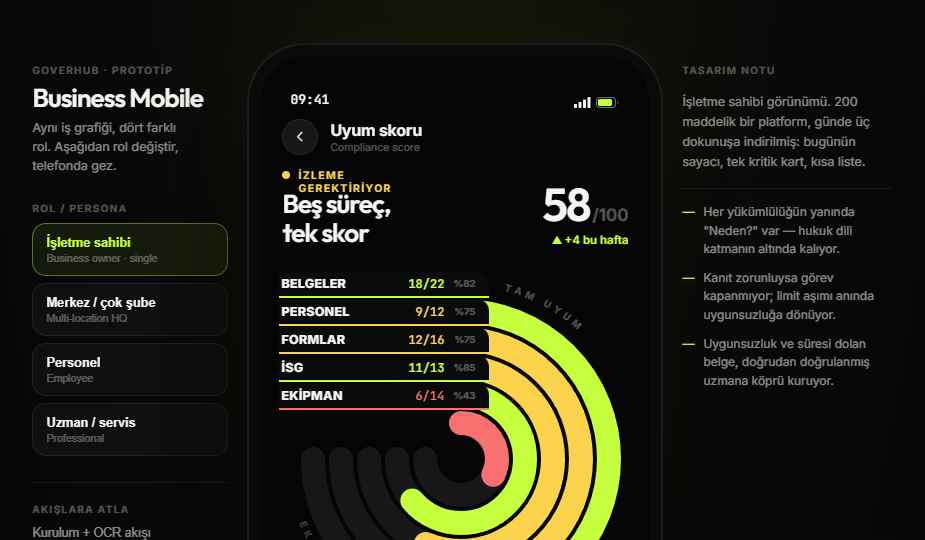 GOVERHUB · PROTOTİP
Business Mobile
Aynı iş grafiği, dört farklı
rol. Aşağıdan rol değiştir,
telefonda gez.
ROL / PERSONA
İşletme sahibi
Business owner · single
Merkez / çok şube
Multi-location HQ
Personel
Employee
Uzman / servis
Professional
AKIŞLARA ATLA
Kurulum + OCR akışı
09:41
Uyum skoru
Compliance score
İZLEME
GEREKTİRİYOR
Beş süreç,
tek skor
58/100
▲ +4 bu hafta
BELGELER 18/22 %82
PERSONEL 9/12 %75
FORMLAR 12/16 %75
İSG 11/13 %85
EKİPMAN 6/14 %43
TAM UYUM
EK
TASARIM NOTU
İşletme sahibi görünümü. 200
maddelik bir platform, günde üç
dokunuşa indirilmiş: bugünün
sayacı, tek kritik kart, kısa liste.
— Her yükümlülüğün yanında
"Neden?" var — hukuk dili
katmanın altında kalıyor.
— Kanıt zorunluysa görev
kapanmıyor; limit aşımı anında
uygunsuzluğa dönüyor.
— Uygunsuzluk ve süresi dolan
belge, doğrudan doğrulanmış
uzmana köprü kuruyor.